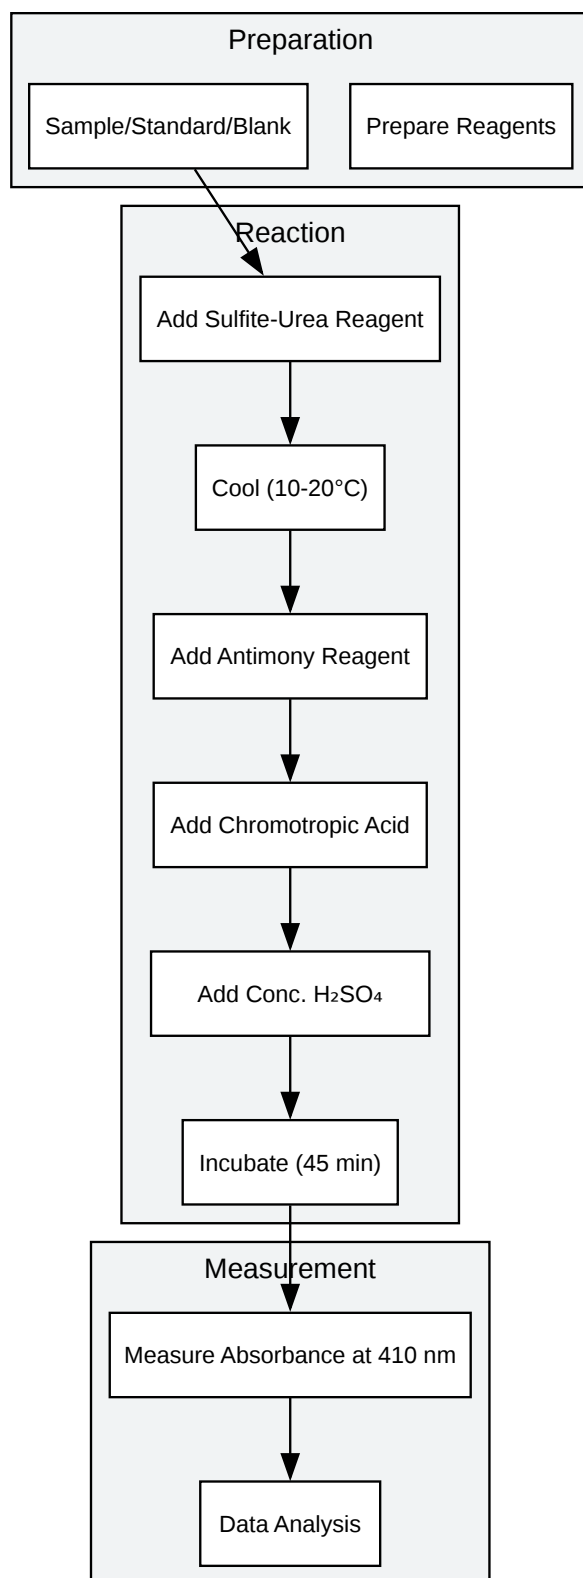 Preparation
Sample/Standard/Blank
Prepare Reagents
Reaction
Add Sulfite-Urea Reagent
Cool (10-20°C)
Add Antimony Reagent
Add Chromotropic Acid
Add Conc. H₂SO₄
Incubate (45 min)
Measurement
Measure Absorbance at 410 nm
Data Analysis